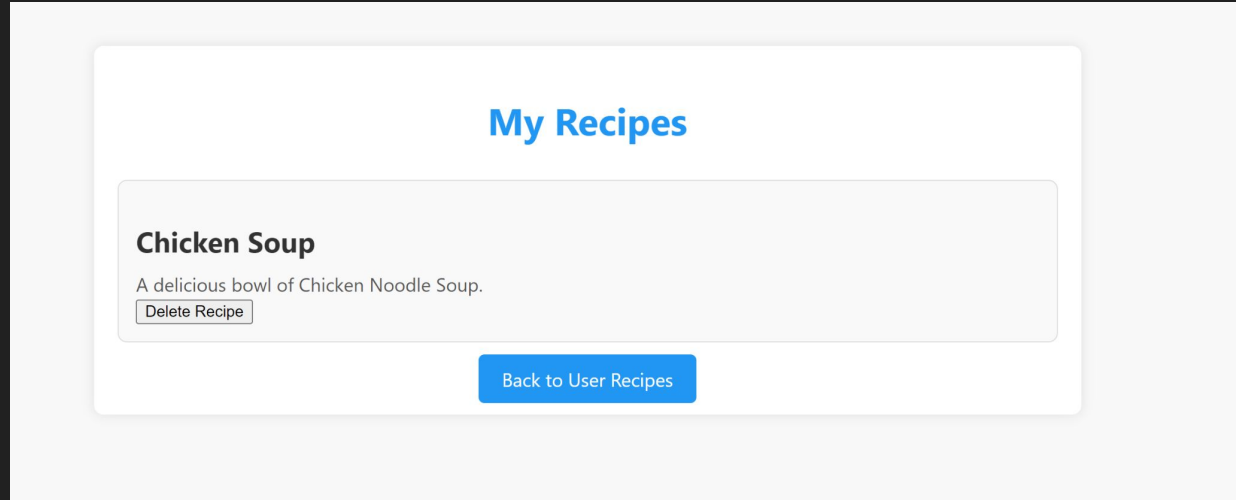 My Recipes
Chicken Soup
A delicious bowl of Chicken Noodle Soup.
Delete Recipe
Back to User Recipes